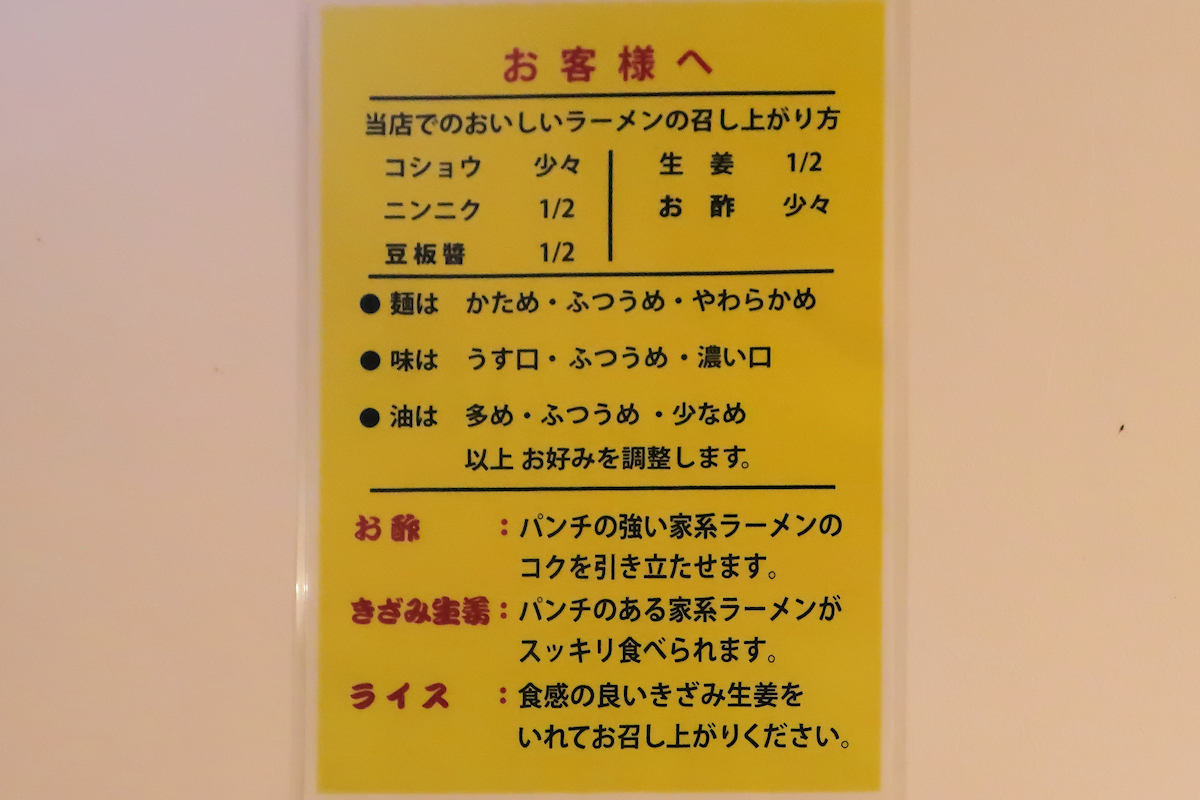 お客様へ
当店でのおいしいラーメンの召し上がり方
コショウ 少々
ニンニク 1/2
豆板醬 1/2
生 姜 1/2
お 酢 少々
● 麺は かため・ふつうめ・やわらかめ
● 味は うす口・ふつうめ・濃い口
● 油は 多め・ふつうめ・少なめ
以上 お好みを調整します。
お酢 :パンチの強い家系ラーメンの
コクを引き立たせます。
きざみ生姜:パンチのある家系ラーメンが
スッキリ食べられます。
ライス :食感の良いきざみ生姜を
いれてお召し上がりください。